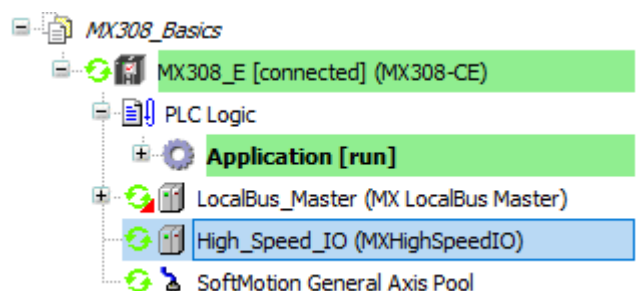 MX308_Basics
MX308_E [connected] (MX308-CE)
PLC Logic
Application [run]
LocalBus_Master (MX LocalBus Master)
High_Speed_IO (MXHighSpeedIO)
SoftMotion General Axis Pool